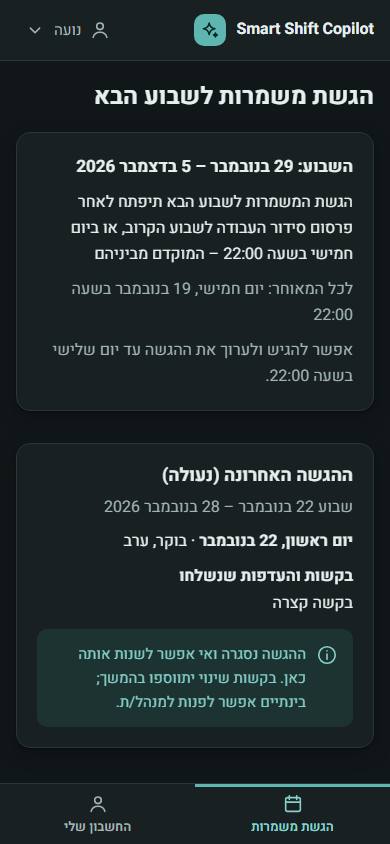 Smart Shift Copilot
נועה
הגשת משמרות לשבוע הבא
השבוע: 29 בנובמבר – 5 בדצמבר 2026
הגשת המשמרות לשבוע הבא תיפתח לאחר
פרסום סידור העבודה לשבוע הקרוב, או ביום
חמישי בשעה 22:00 – המוקדם מביניהם
לכל המאוחר: יום חמישי, 19 בנובמבר בשעה
22:00
אפשר להגיש ולערוך את ההגשה עד יום שלישי
בשעה 22:00.
ההגשה האחרונה (נעולה)
שבוע 22 בנובמבר – 28 בנובמבר 2026
יום ראשון, 22 בנובמבר · בוקר, ערב
בקשות והעדפות שנשלחו
בקשה קצרה
ההגשה נסגרה ואי אפשר לשנות אותה
כאן. בקשות שינוי יתווספו בהמשך;
בינתיים אפשר לפנות למנהל/ת.
הגשת משמרות
החשבון שלי